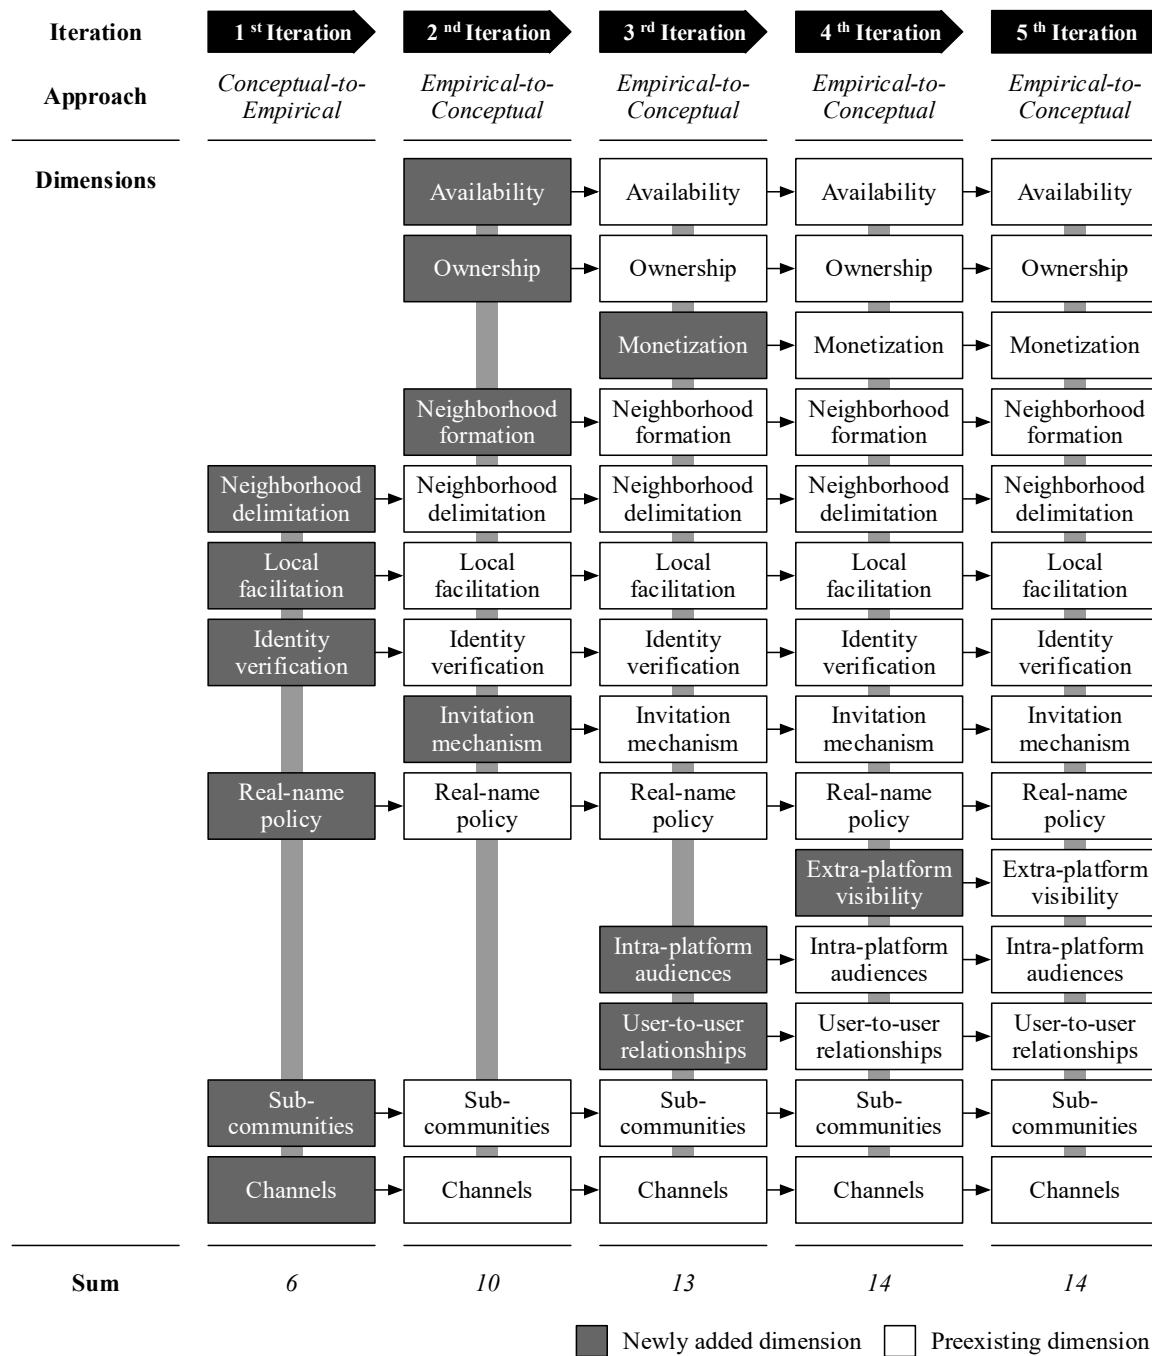 Iteration 1 st Iteration 2 nd Iteration 3 rd Iteration 4 th Iteration 5 th Iteration
Approach
Conceptual-to-
Empirical
Empirical-to-
Conceptual
Empirical-to-
Conceptual
Empirical-to-
Conceptual
Empirical-to-
Conceptual
Dimensions
Availability Availability Availability Availability
Ownership Ownership Ownership Ownership
Monetization Monetization Monetization
Neighborhood Neighborhood Neighborhood Neighborhood
formation formation formation formation
Neighborhood Neighborhood Neighborhood Neighborhood Neighborhood
delimitation delimitation delimitation delimitation delimitation
Local Local Local Local Local
facilitation facilitation facilitation facilitation facilitation
Identity Identity Identity Identity Identity
verification verification verification verification verification
Invitation Invitation Invitation Invitation
mechanism mechanism mechanism mechanism
Real-name Real-name Real-name Real-name Real-name
policy policy policy policy policy
Extra-platform Extra-platform
visibility visibility
Intra-platform Intra-platform Intra-platform
audiences audiences audiences
User-to-user User-to-user User-to-user
relationships relationships relationships
Sub- Sub- Sub- Sub- Sub-
communities communities communities communities communities
Channels Channels Channels Channels Channels
Sum 6 10 13 14 14
Newly added dimension Preexisting dimension